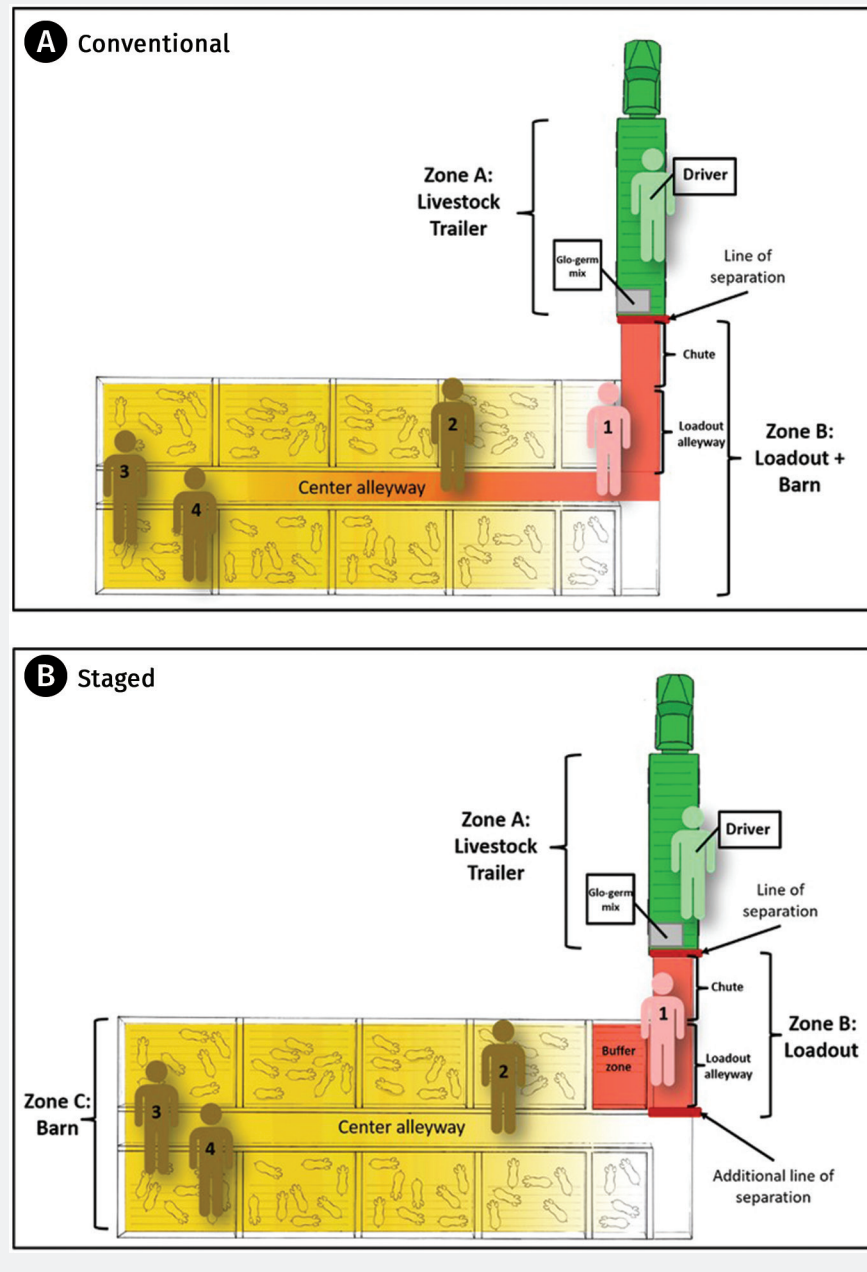 A Conventional
Zone A:
Livestock
Trailer
Driver
Glo-germ
mix
Line of
separation
Chute
Loadout
alleyway
Zone B:
Loadout +
Barn
1
2
3
4
Center alleyway
B Staged
Zone A:
Livestock
Trailer
Driver
Glo-germ
mix
Line of
separation
Chute
1
Zone B:
Loadout
Buffer
zone
Loadout
alleyway
2
Zone C:
Barn
3
4
Center alleyway
Additional line of
separation